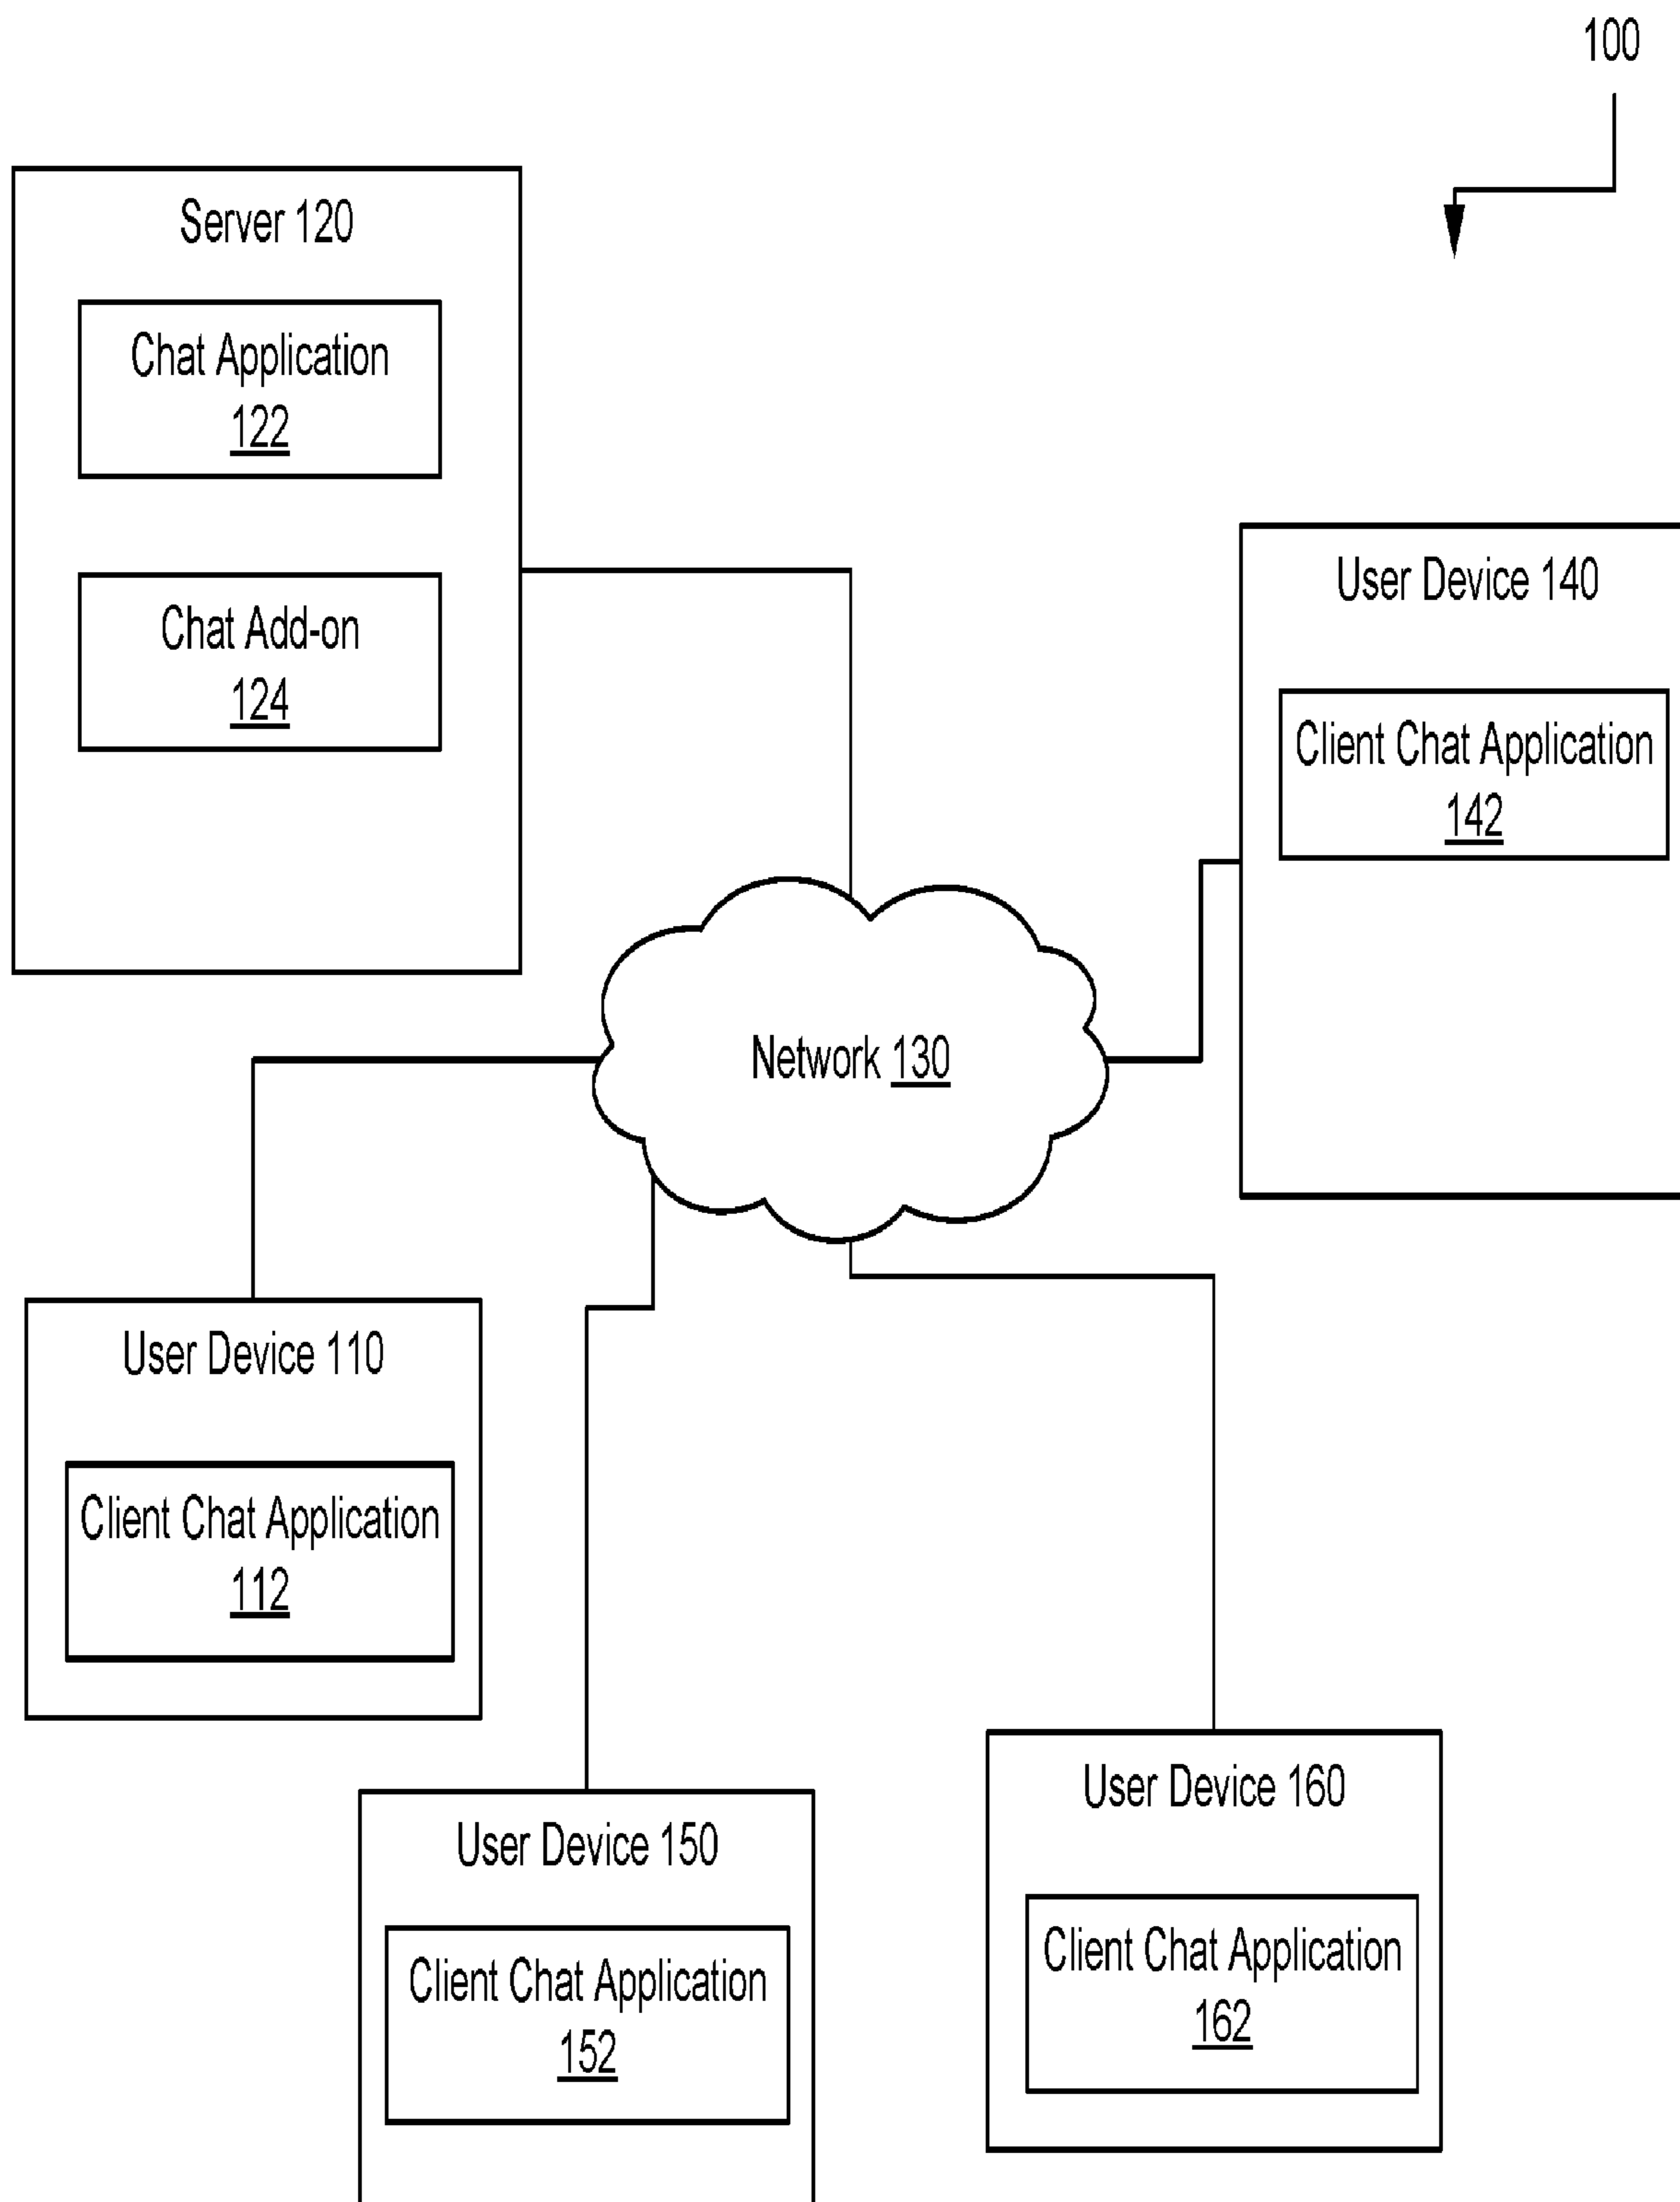 100
Server 120
Chat Application
122
Chat Add-on
124
User Device 140
Client Chat Application
142
Network 130
User Device 110
Client Chat Application
112
User Device 150
Client Chat Application
152
User Device 160
Client Chat Application
162